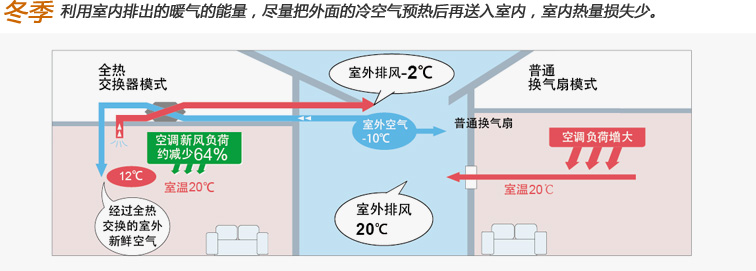 冬季 利用室内排出的暖气的能量，尽量把外面的冷空气预热后再送入室内，室内热量损失少。
全热
交换器模式
室外排风-2℃
普通
换气扇模式
室外空气
-10℃
普通换气扇
空调新风负荷
约减少64%
空调负荷增大
12℃
室温20℃
室温20℃
经过全热
交换的室外
新鲜空气
室外排风
20℃